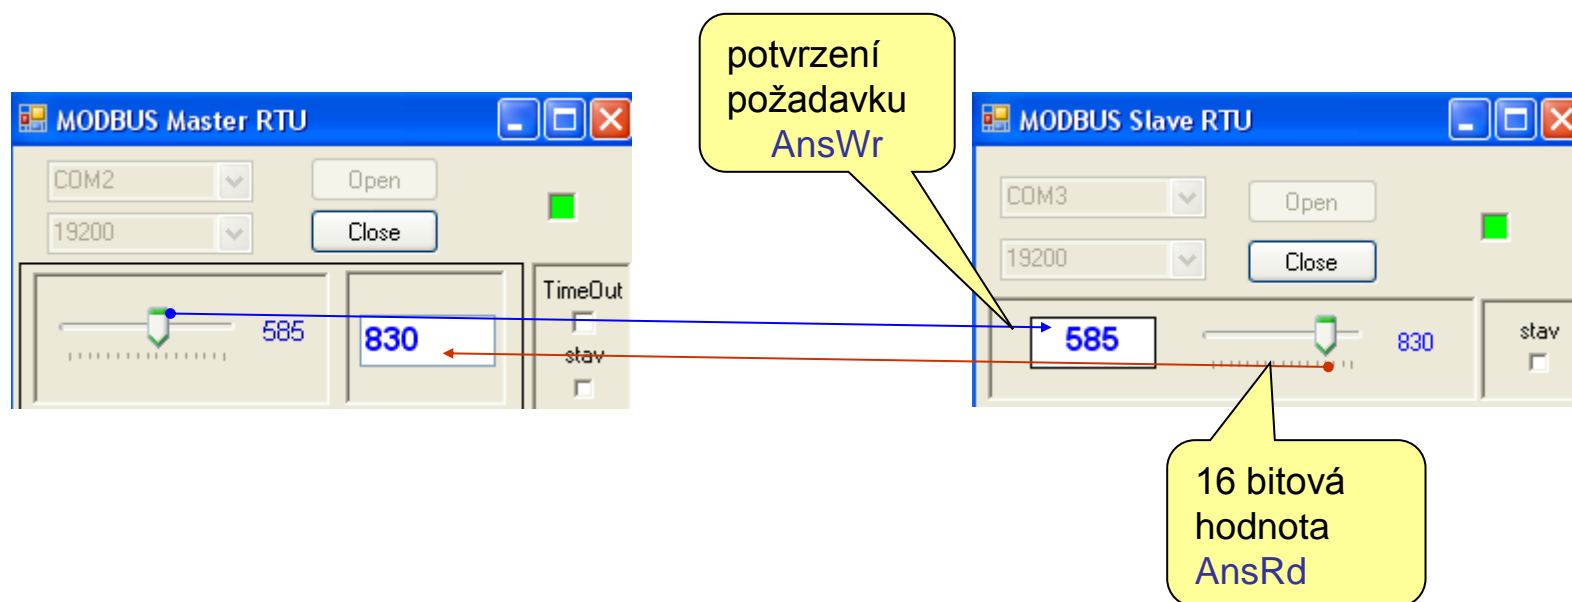 potvrzení
požadavku
AnsWr
MODBUS Master RTU
COM2
Open
19200
Close
585
830
TimeOut
stav
MODBUS Slave RTU
COM3
Open
19200
Close
585
830
stav
16 bitová
hodnota
AnsRd